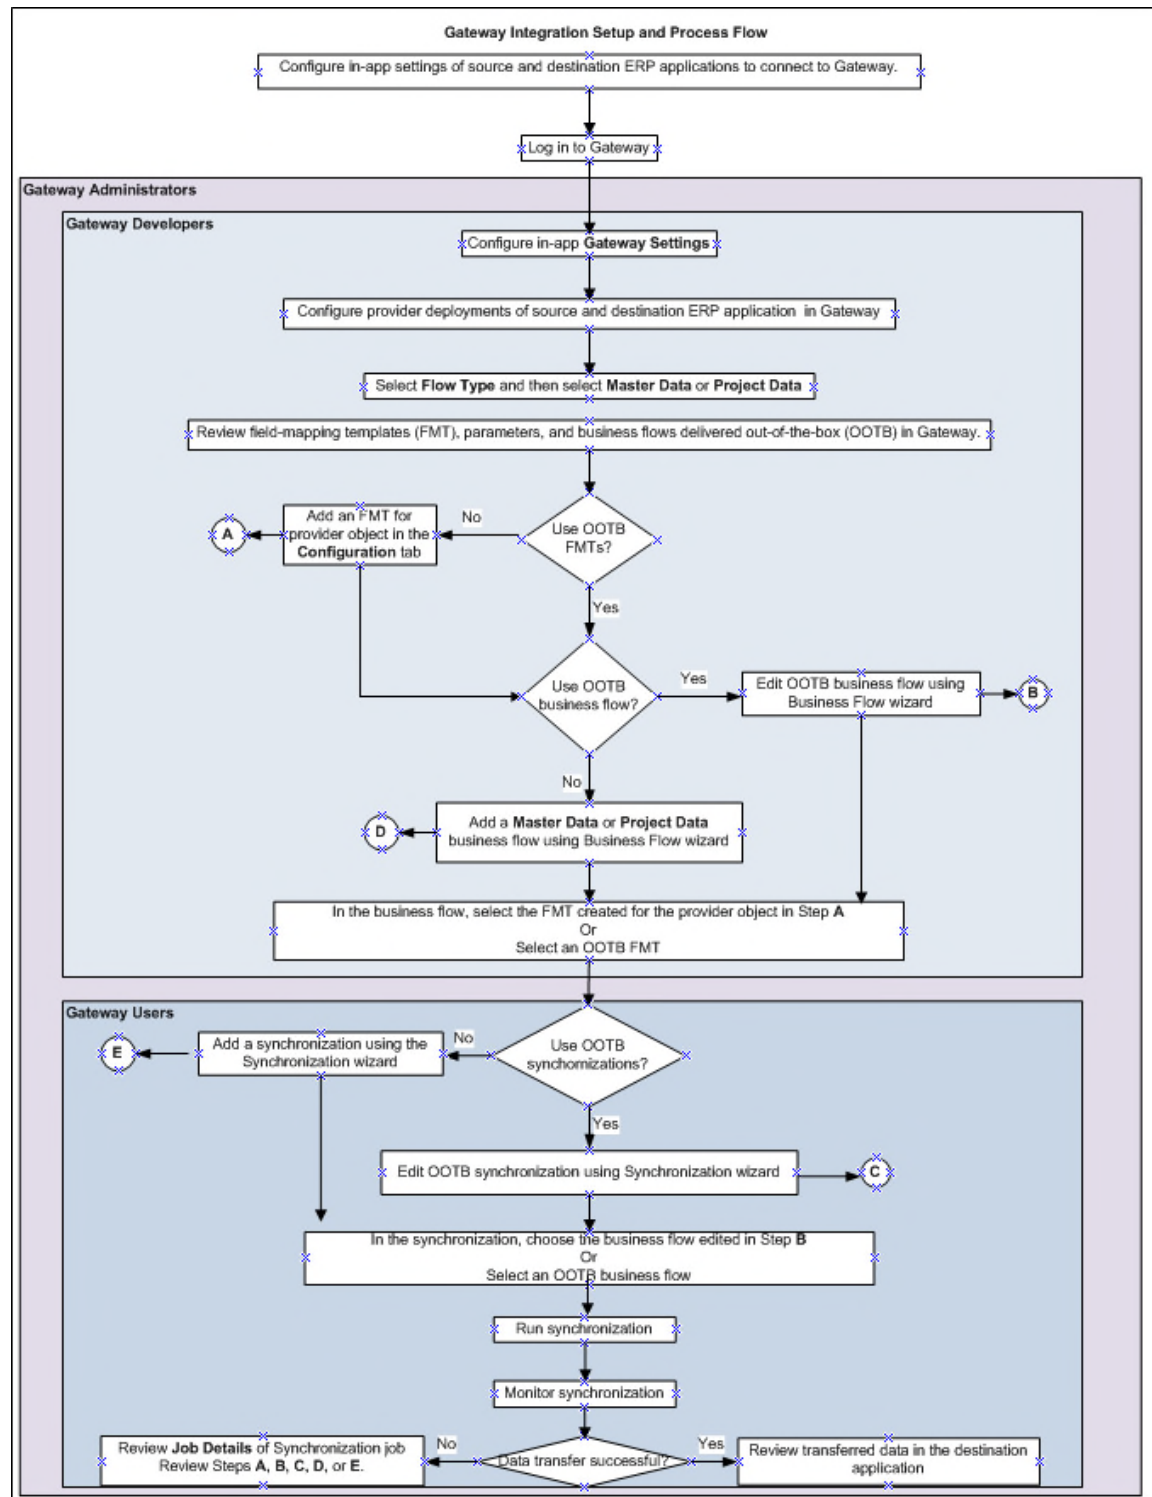 Gateway Integration Setup and Process Flow
Configure in-app settings of source and destination ERP applications to connect to Gateway.
Log in to Gateway
Gateway Administrators
Gateway Developers
Configure in-app Gateway Settings
Configure provider deployments of source and destination ERP application in Gateway
Select Flow Type and then select Master Data or Project Data
Review field-mapping templates (FMT), parameters, and business flows delivered out-of-the-box (OOTB) in Gateway.
A
Add an FMT for
provider object in the
Configuration tab
No
Use OOTB
FMTs?
Yes
Use OOTB
business flow?
Yes
Edit OOTB business flow using
Business Flow wizard
B
No
D
Add a Master Data or Project Data
business flow using Business Flow wizard
In the business flow, select the FMT created for the provider object in Step A
Or
Select an OOTB FMT
Gateway Users
E
Add a synchronization using the
Synchronization wizard
No
Use OOTB
synchornizations?
Yes
Edit OOTB synchronization using Synchronization wizard
C
In the synchronization, choose the business flow edited in Step B
Or
Select an OOTB business flow
Run synchronization
Monitor synchronization
Review Job Details of Synchronization job
Review Steps A, B, C, D, or E.
No
Data transfer successful?
Yes
Review transferred data in the destination
application